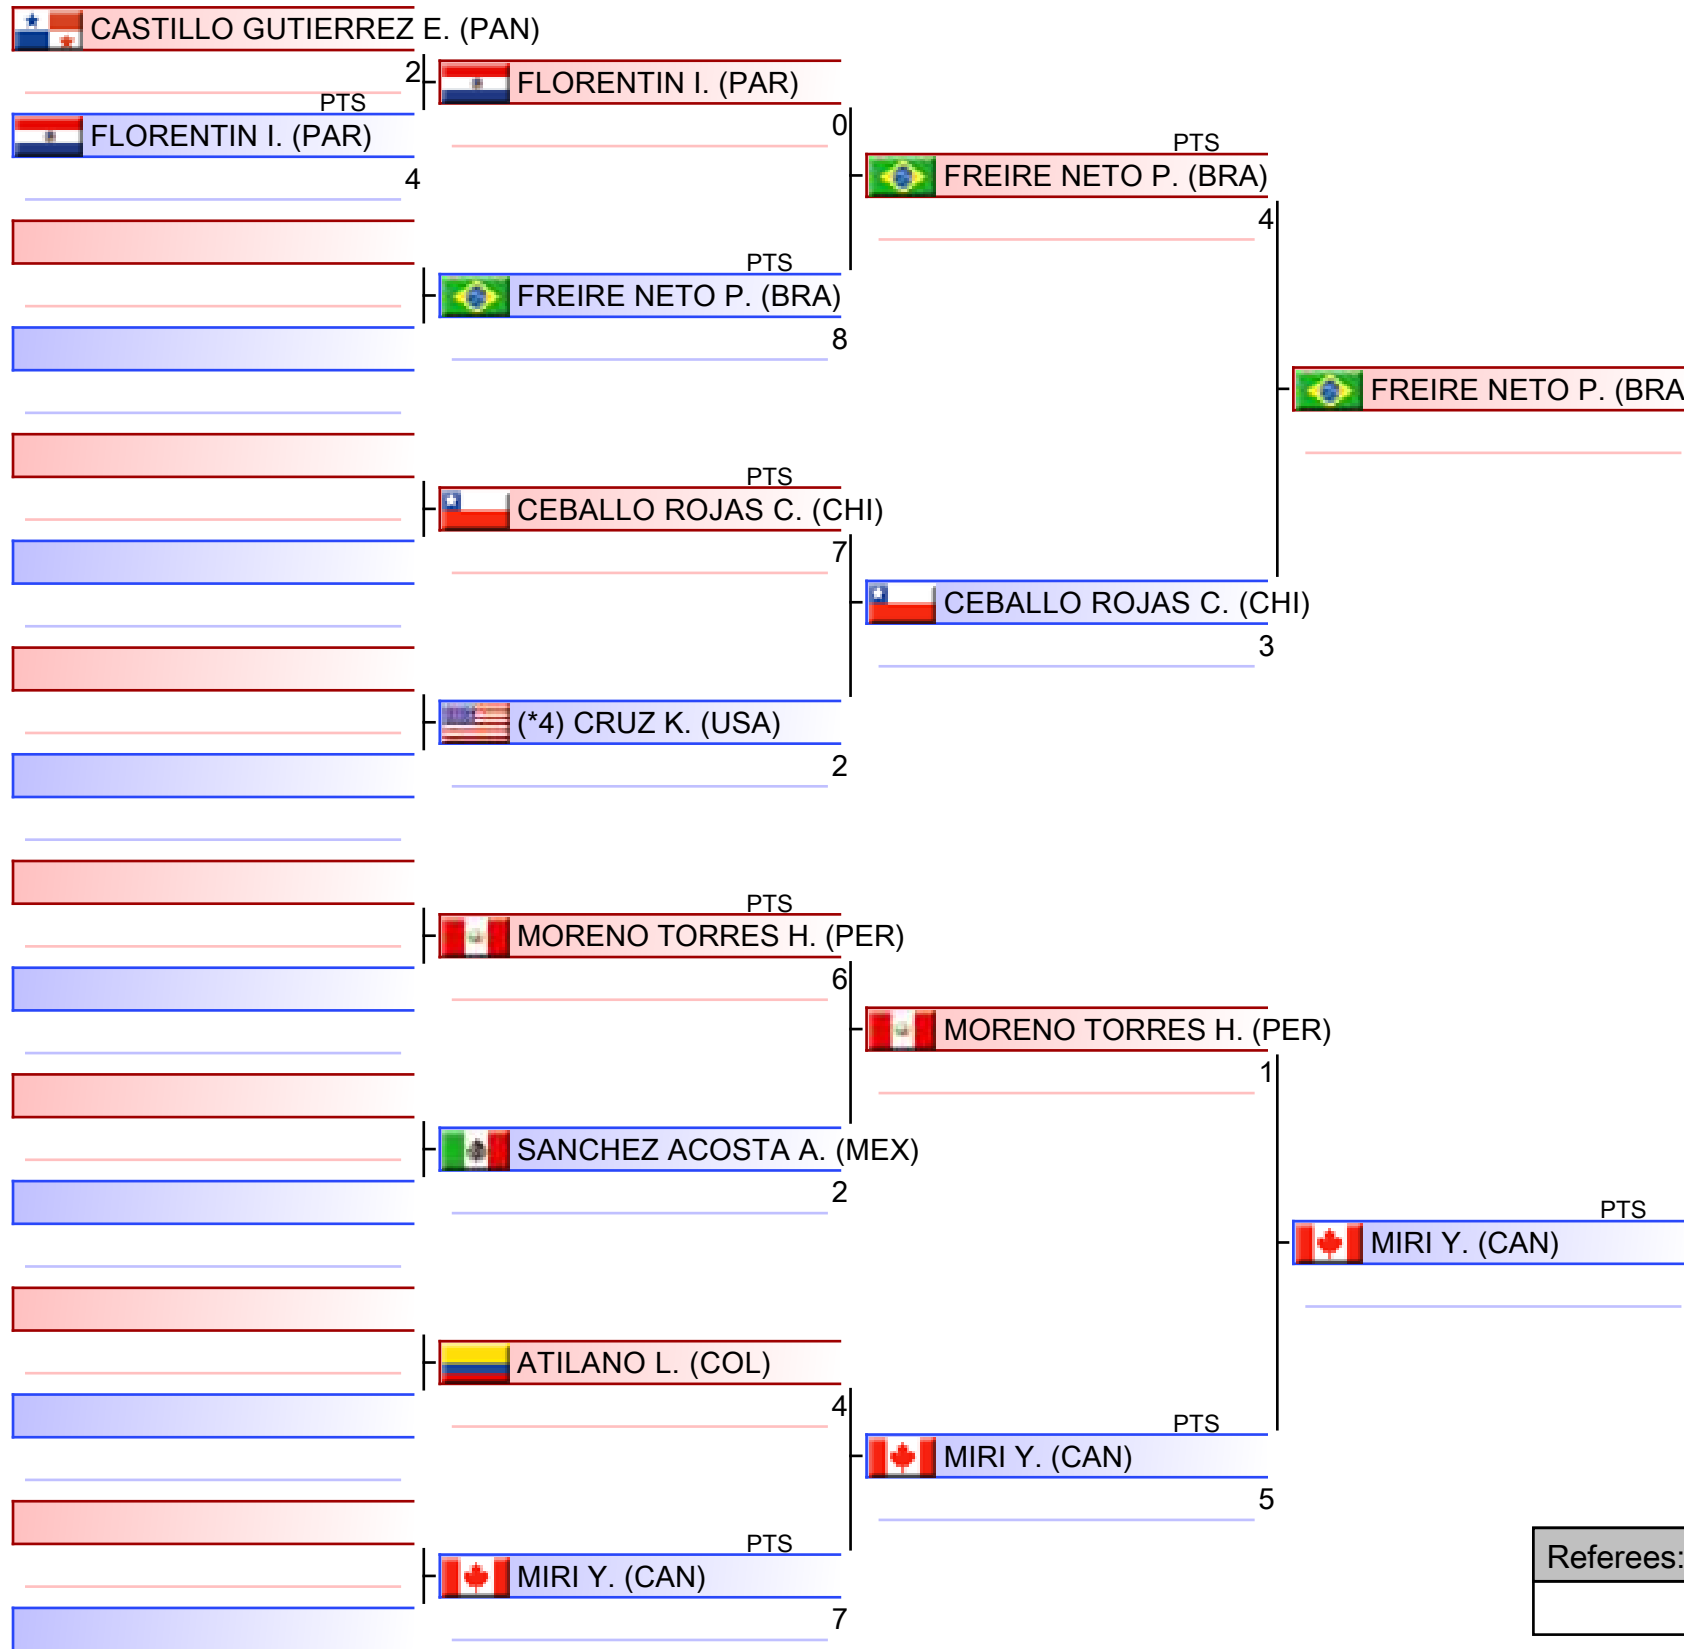 CASTILLO GUTIERREZ E. (PAN)
2
FLORENTIN I. (PAR)
PTS
0
FLORENTIN I. (PAR)
PTS
4
FREIRE NETO P. (BRA)
4
PTS
FREIRE NETO P. (BRA)
8
FREIRE NETO P. (BRA
PTS
CEBALLO ROJAS C. (CHI)
7
CEBALLO ROJAS C. (CHI)
3
(*4) CRUZ K. (USA)
2
PTS
MORENO TORRES H. (PER)
6
MORENO TORRES H. (PER)
1
SANCHEZ ACOSTA A. (MEX)
2
PTS
MIRI Y. (CAN)
ATILANO L. (COL)
4
PTS
MIRI Y. (CAN)
5
PTS
Referees:
MIRI Y. (CAN)
7